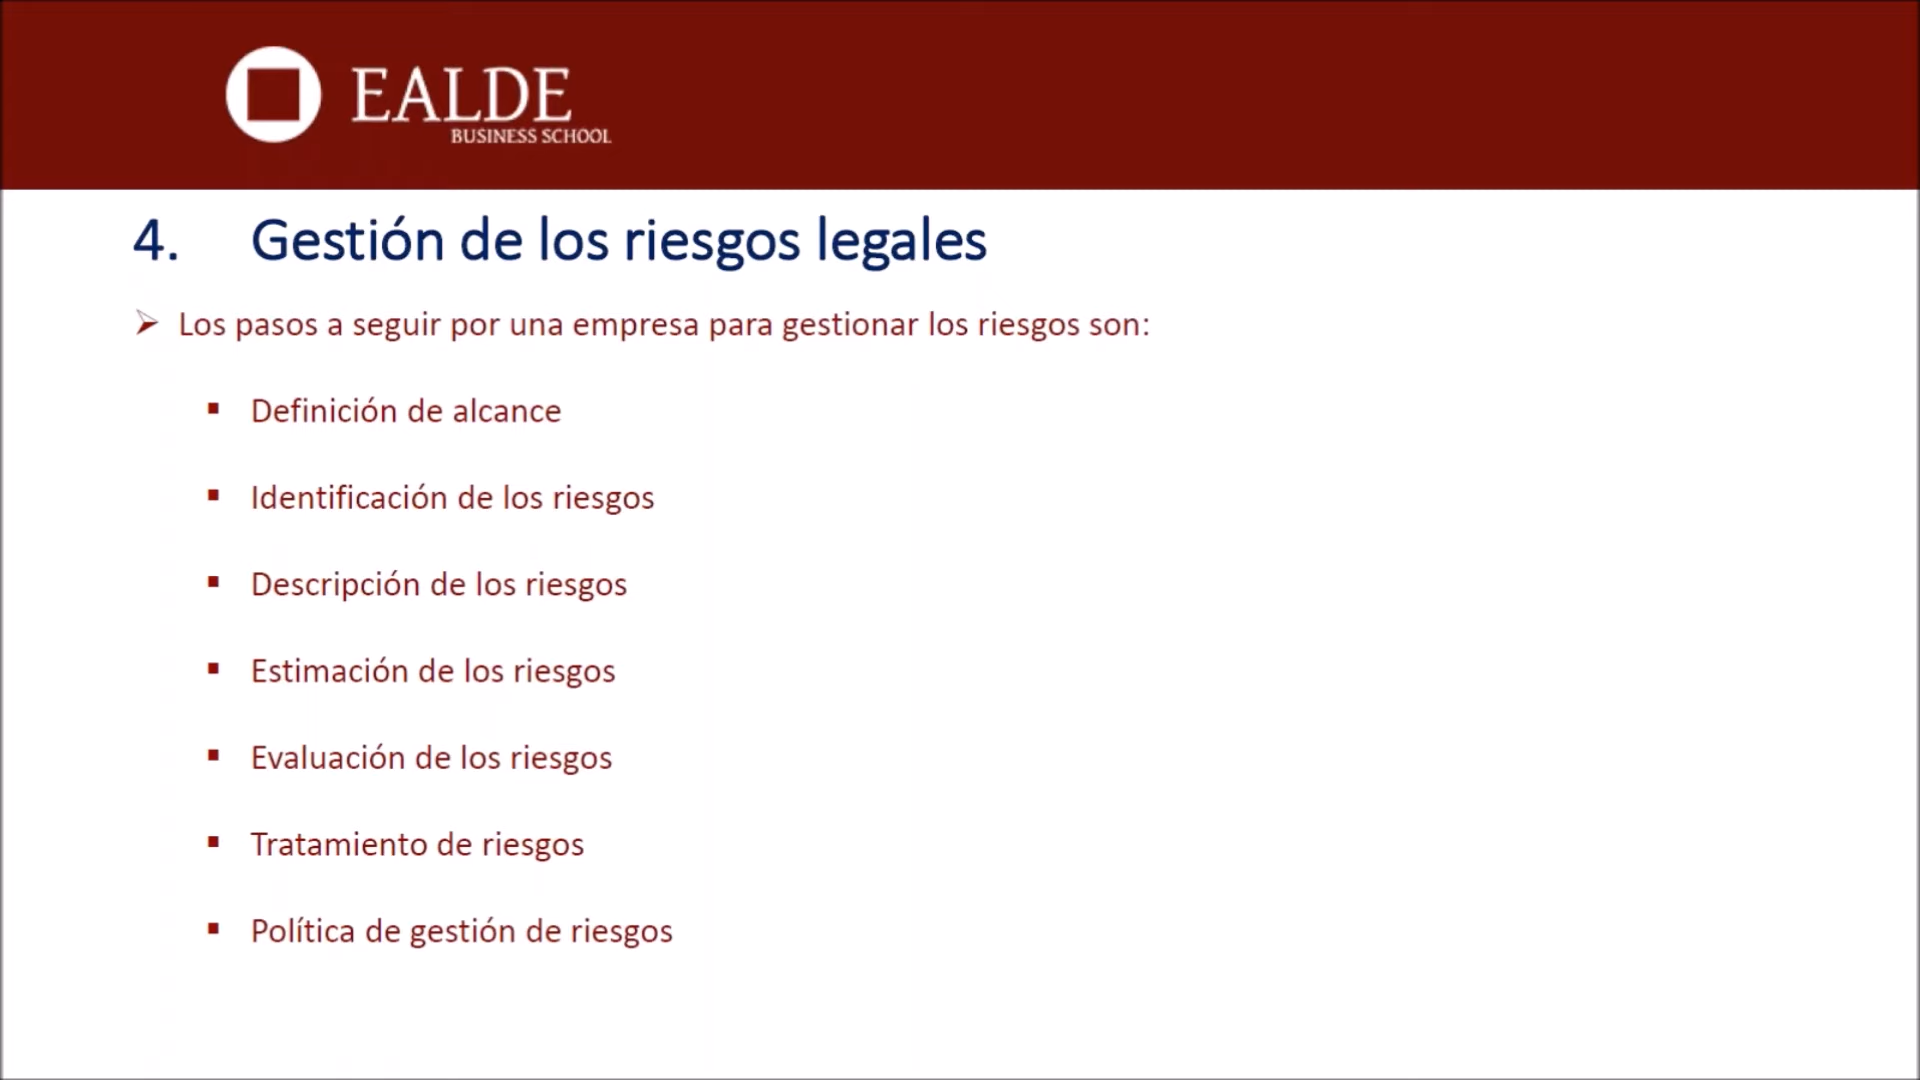 EALDE
BUSINESS SCHOOL
4. Gestión de los riesgos legales
Los pasos a seguir por una empresa para gestionar los riesgos son:
Definición de alcance
Identificación de los riesgos
Descripción de los riesgos
Estimación de los riesgos
Evaluación de los riesgos
Tratamiento de riesgos
Política de gestión de riesgos